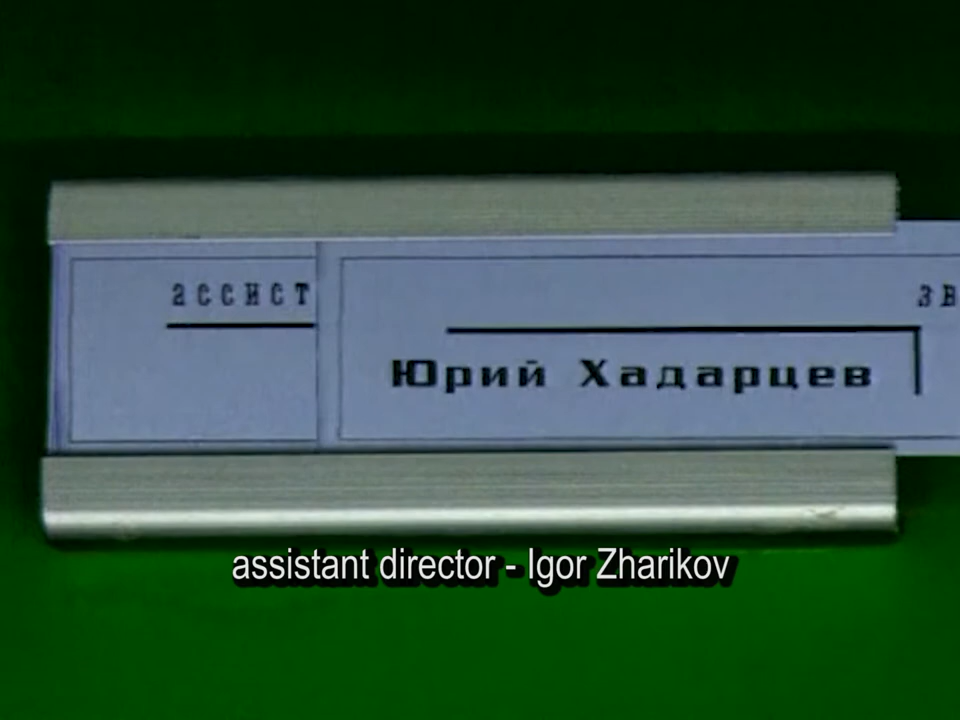 ассист
зв
Юрий Хадарцев
assistant director - Igor Zharikov